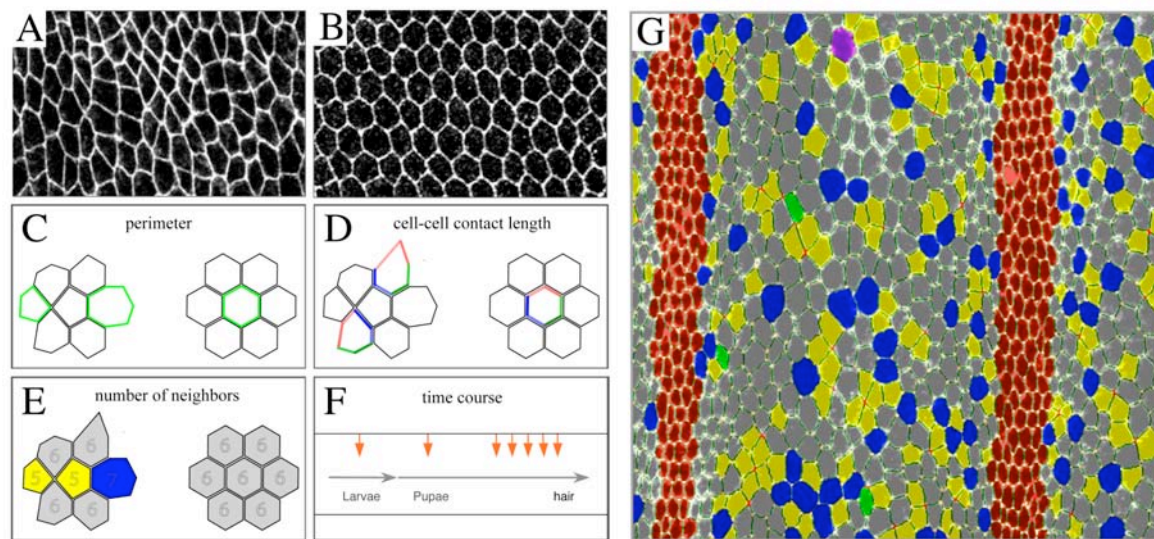 A
B
C
perimeter
D
cell-cell contact length
E
number of neighbors
6
6
5
5
7
6
6
6
6
6
6
6
6
6
F
time course
Larvae
Pupae
hair
G